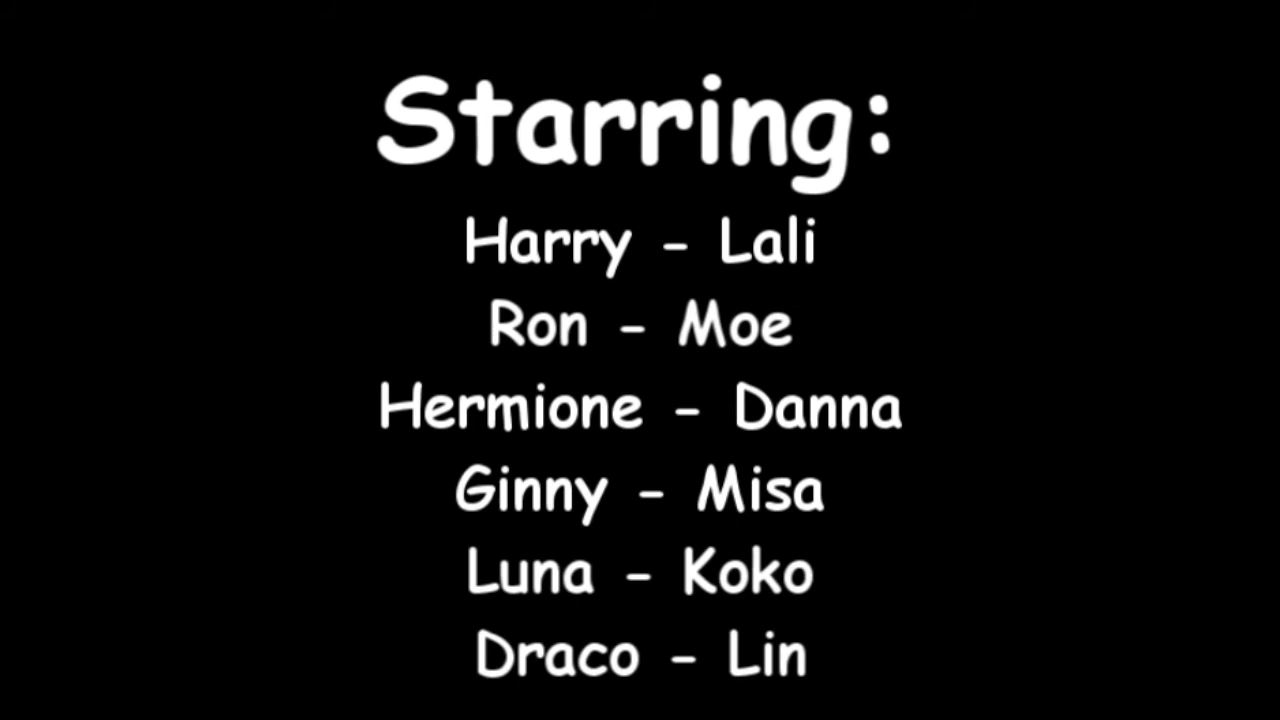 Starring:
Harry - Lali
Ron - Moe
Hermione - Danna
Ginny - Misa
Luna - Koko
Draco - Lin